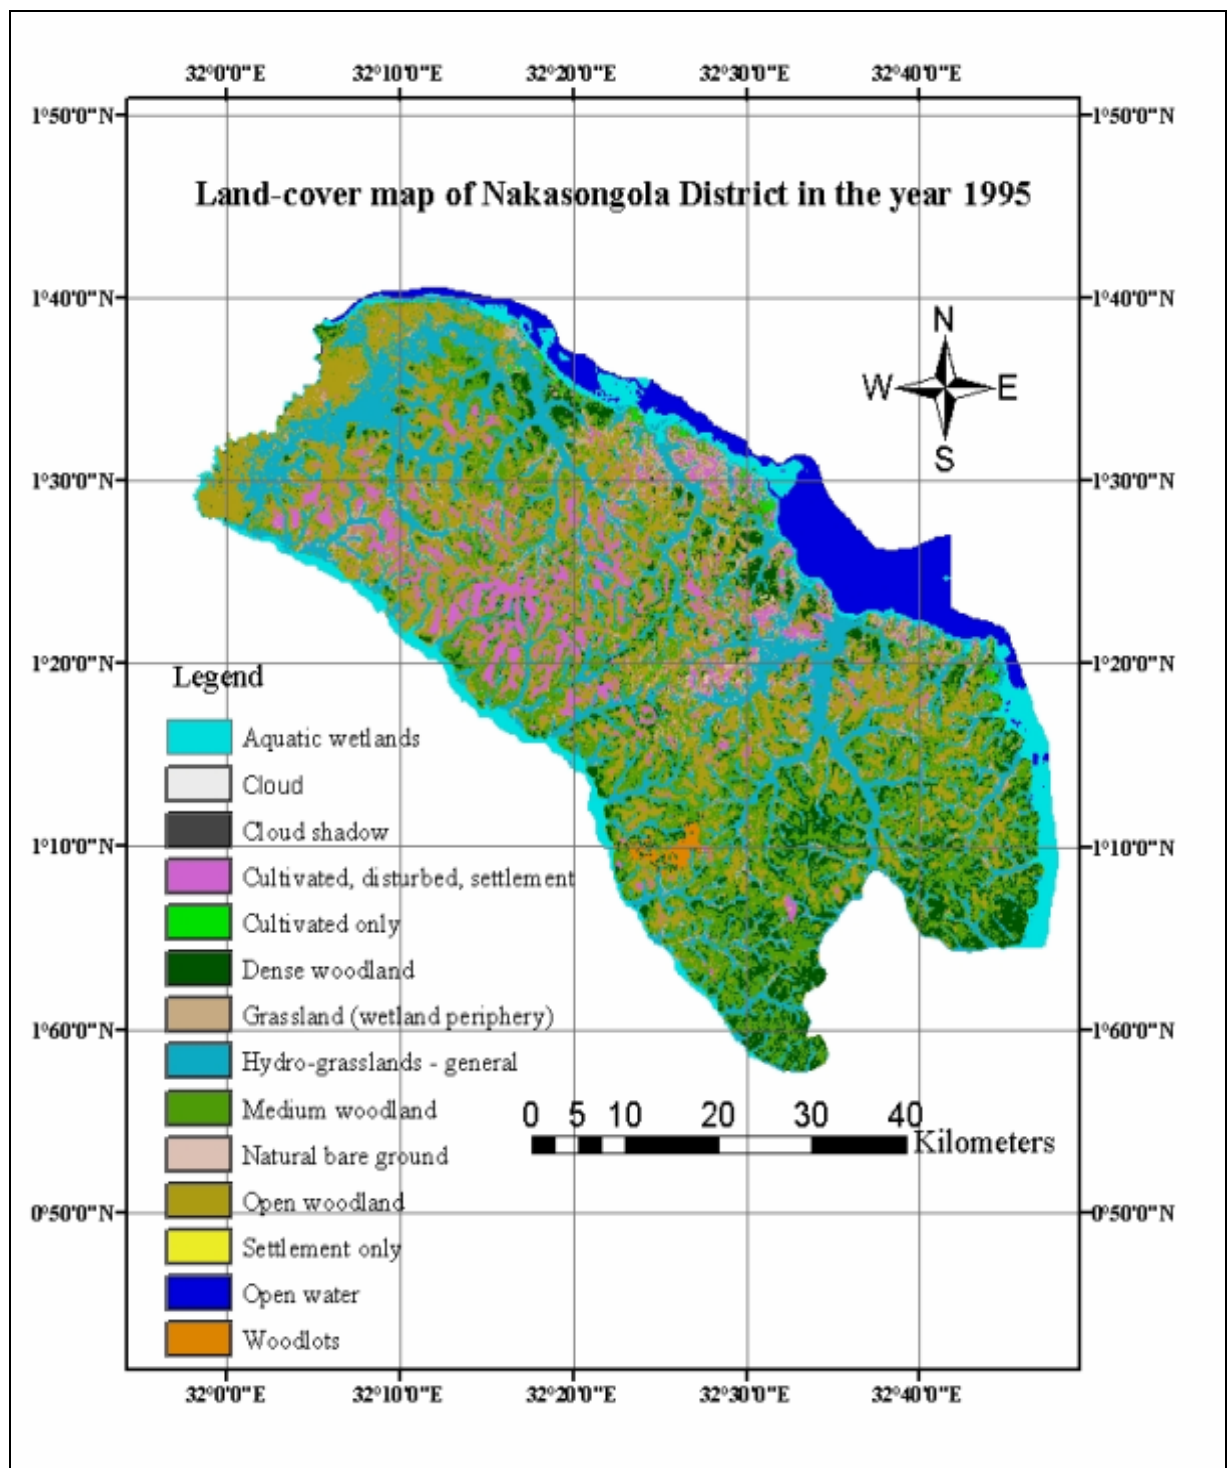 32°0'0"E 32°10'0"E 32°20'0"E 32°30'0"E 32°40'0"E
1°50'0"N 1°50'0"N
Land-cover map of Nakasongola District in the year 1995
1°40'0"N 1°40'0"N
N
W E
S
1°30'0"N 1°30'0"N
1°20'0"N 1°20'0"N
Legend
Aquatic wetlands
Cloud
Cloud shadow
1°10'0"N 1°10'0"N
Cultivated, disturbed, settlement
Cultivated only
Dense woodland
Grassland (wetland periphery)
1°60'0"N 1°60'0"N
Hydro-grasslands - general
Medium woodland
0 5 10 20 30 40
Kilometers
Natural bare ground
Open woodland
0°50'0"N 0°50'0"N
Settlement only
Open water
Woodlots
32°0'0"E 32°10'0"E 32°20'0"E 32°30'0"E 32°40'0"E